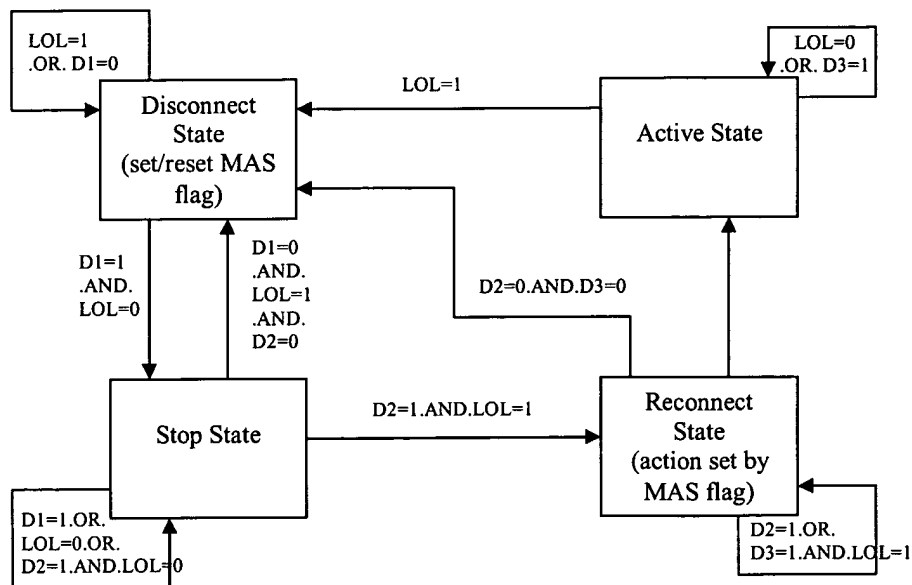 LOL=1
.OR. D1=0
LOL=0
.OR. D3=1
LOL=1
Disconnect
State
(set/reset MAS
flag)
Active State
D1=1
.AND.
LOL=0
D1=0
.AND.
LOL=1
.AND.
D2=0
D2=0.AND.D3=0
Stop State
D2=1.AND.LOL=1
Reconnect
State
(action set by
MAS flag)
D1=1.OR.
LOL=0.OR.
D2=1.AND.LOL=0
D2=1.OR.
D3=1.AND.LOL=1